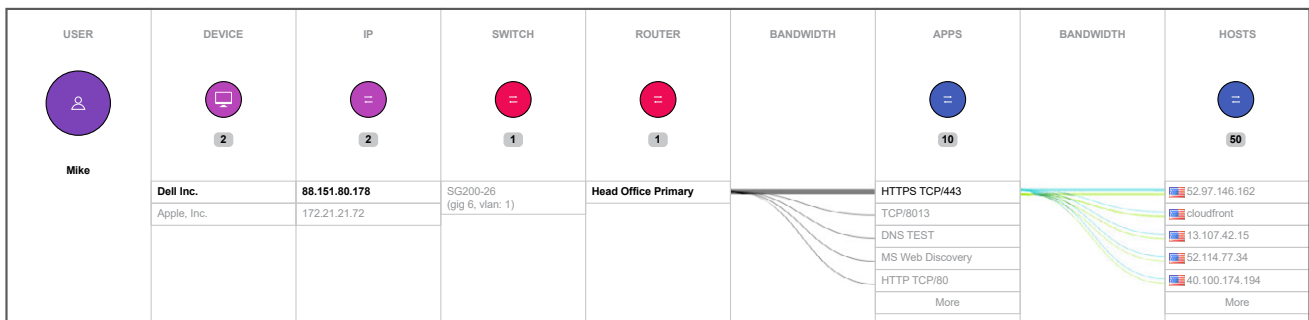 USER
DEVICE
IP
SWITCH
ROUTER
BANDWIDTH
APPS
BANDWIDTH
HOSTS
2
2
1
1
10
50
Mike
Dell Inc.
88.151.80.178
SG200-26
(gig 6, vlan: 1)
Head Office Primary
HTTPS TCP/443
52.97.146.162
Apple, Inc.
172.21.21.72
TCP/8013
cloudfront
DNS TEST
13.107.42.15
MS Web Discovery
52.114.77.34
HTTP TCP/80
40.100.174.194
More
More